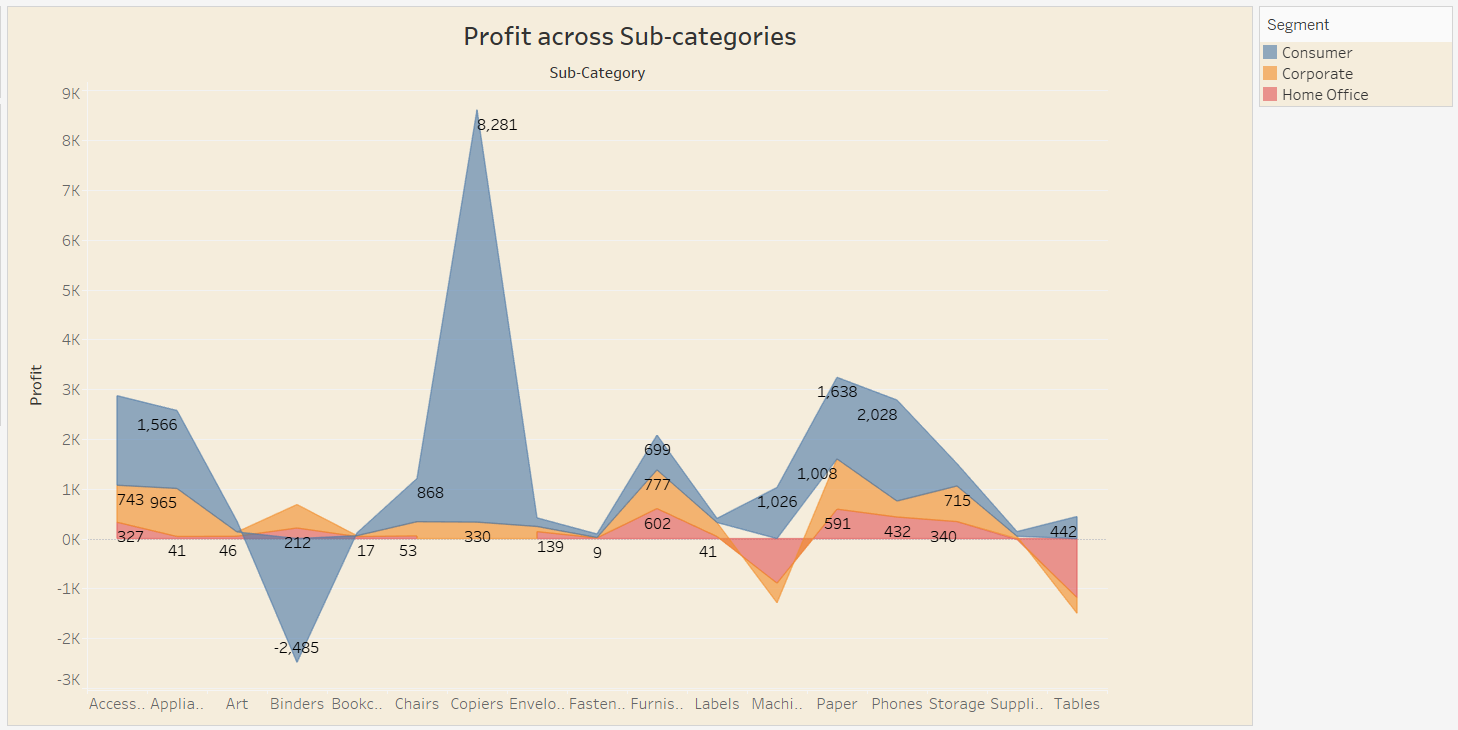 Profit across Sub-categories
Segment
Consumer
Corporate
Home Office
Sub-Category
Profit
9K
8K
7K
6K
5K
4K
3K
2K
1K
0K
-1K
-2K
-3K
8,281
1,638
2,028
1,566
699
1,008
777
868
743 965
1,026
715
602
591
327
330
432 340
442
212
41 46
17 53
139 9
41
-2,485
Access.. Applia.. Art Binders Bookc.. Chairs Copiers Envelo.. Fasten.. Furnis.. Labels Machi.. Paper Phones Storage Suppli.. Tables